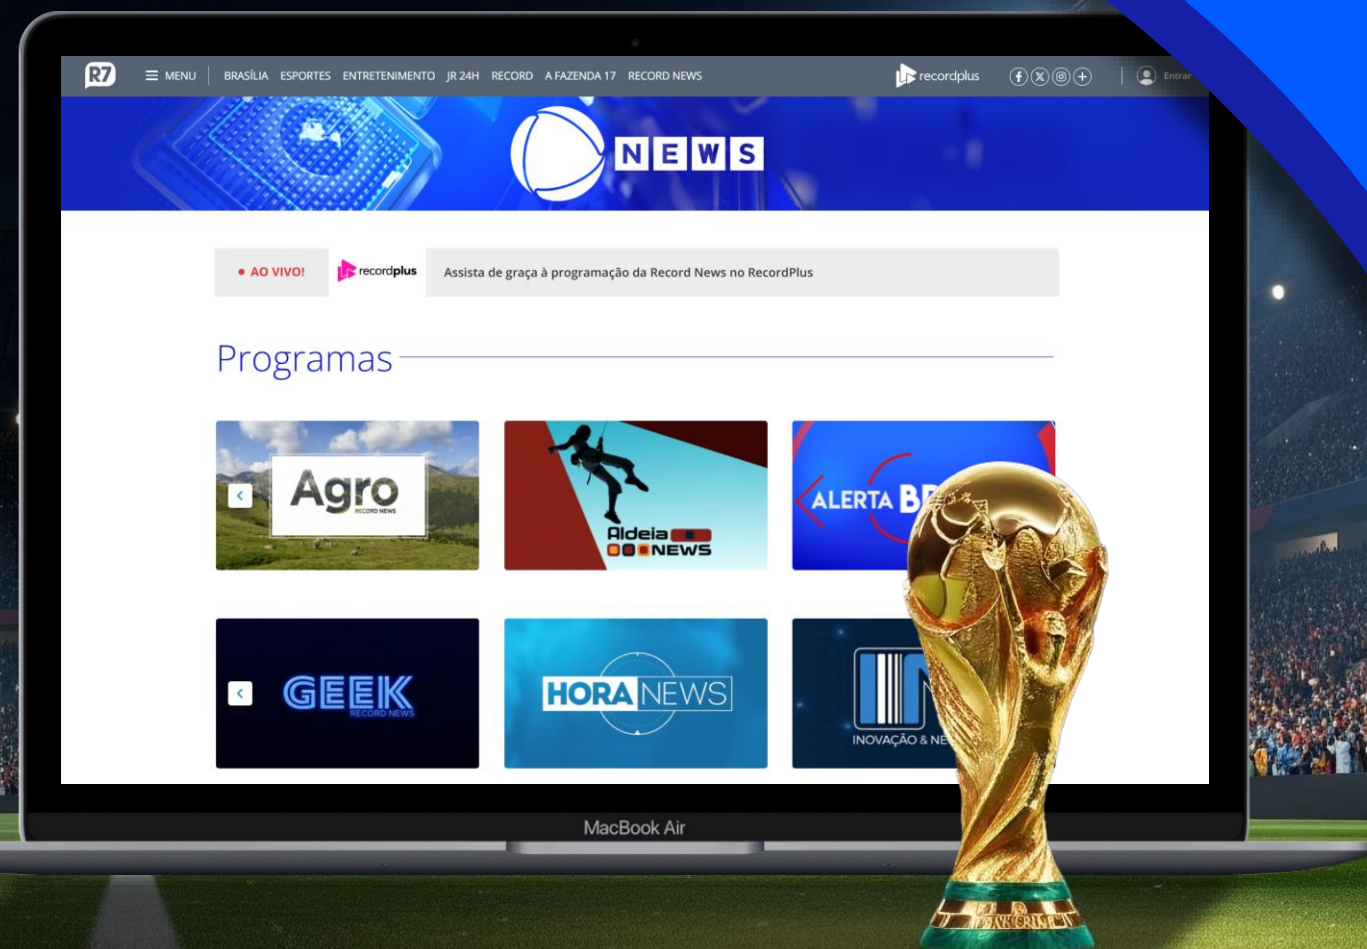 R7
MENU
BRASÍLIA ESPORTES ENTRETENIMENTO JR 24H RECORD A FAZENDA 17 RECORD NEWS
recordplus
Entrar
NEWS
AO VIVO!
recordplus
Assista de graça à programação da Record News no RecordPlus
Programas
Agro
RECORD NEWS
Aldeia
NEWS
ALERTA
GEEK
RECORD NEWS
HORA NEWS
INOVAÇÃO &
MacBook Air